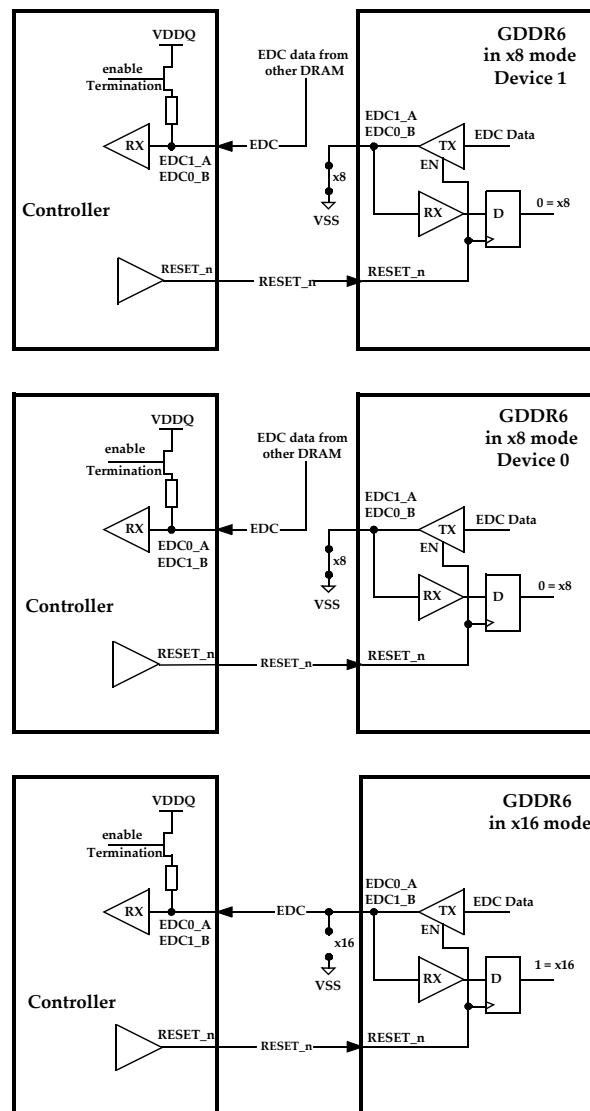 VDDQ
enable
Termination
EDC data from
other DRAM
GDDR6
in x8 mode
Device 1
RX
EDC
EDC1_A
EDC0_B
EDC1_A
EDC0_B
TX
EDC Data
EN
x8
VSS
RX
D
0 = x8
Controller
RESET_n
RESET_n
RESET_n
VDDQ
enable
Termination
EDC data from
other DRAM
GDDR6
in x8 mode
Device 0
RX
EDC
EDC0_A
EDC1_B
EDC1_A
EDC0_B
TX
EDC Data
EN
x8
VSS
RX
D
0 = x8
Controller
RESET_n
RESET_n
RESET_n
VDDQ
enable
Termination
GDDR6
in x16 mode
RX
EDC
EDC0_A
EDC1_B
EDC0_A
EDC1_B
TX
EDC Data
EN
x16
VSS
RX
D
1 = x16
Controller
RESET_n
RESET_n
RESET_n